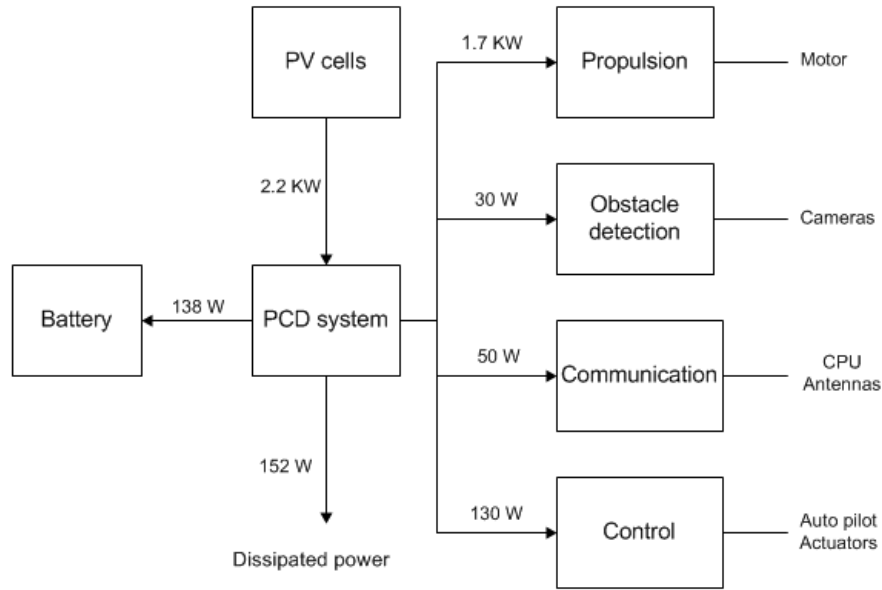 PV cells
1.7 KW
Propulsion
Motor
2.2 KW
30 W
Obstacle
detection
Cameras
Battery
138 W
PCD system
50 W
Communication
CPU
Antennas
152 W
130 W
Control
Auto pilot
Actuators
Dissipated power